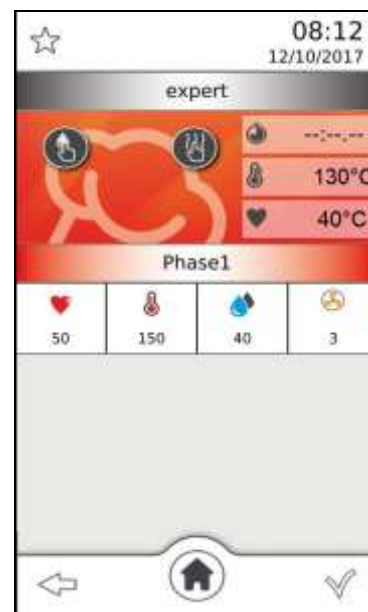 08:12
12/10/2017
expert
--:--.--
130°C
40°C
Phase1
50 150 40 3